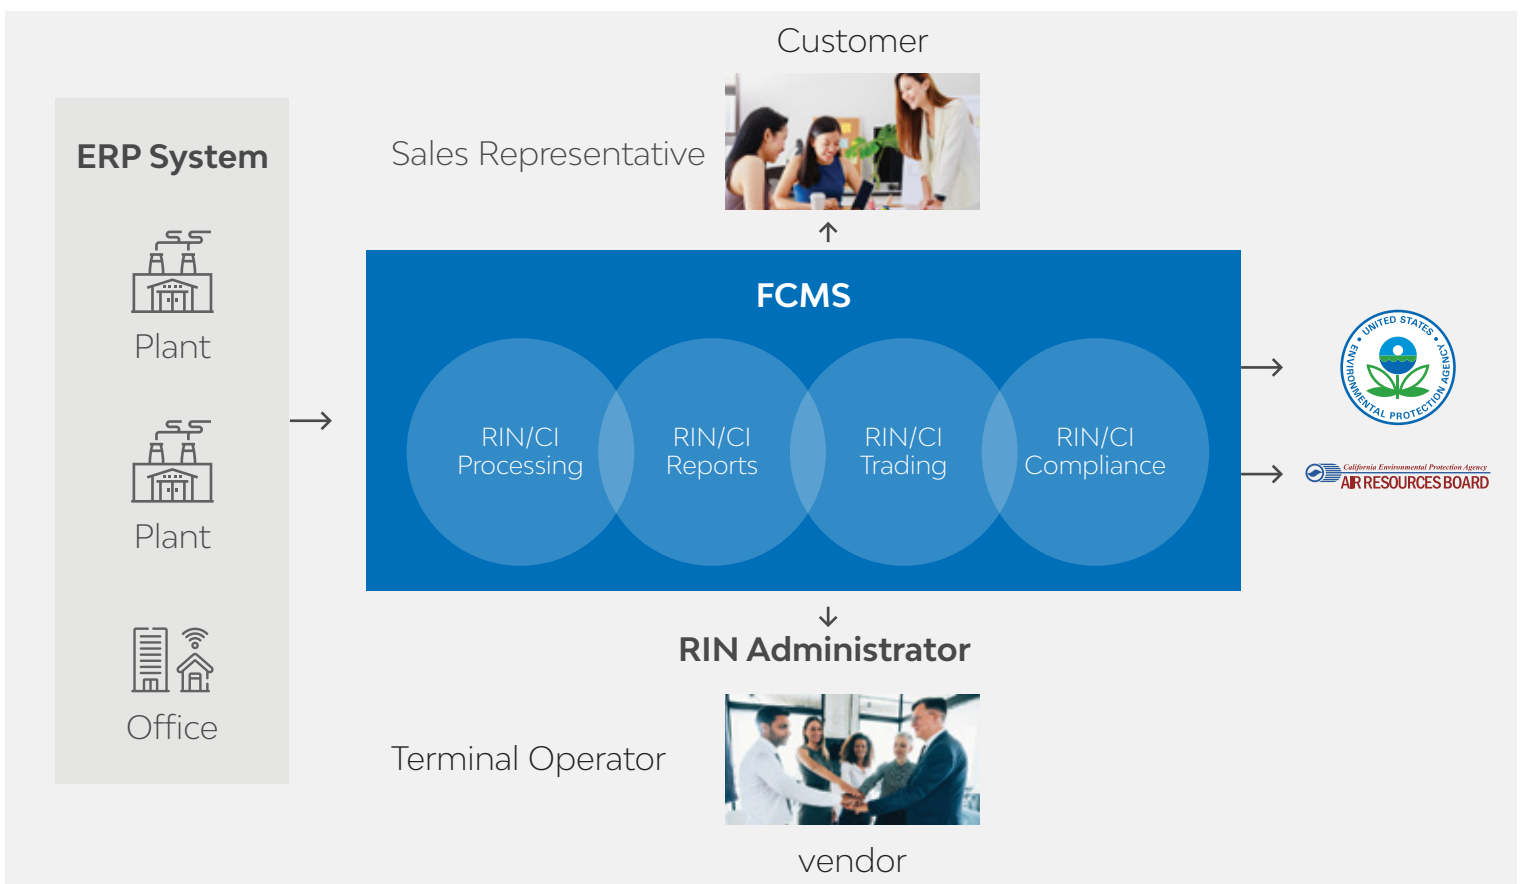 Customer
Sales Representative
ERP System
Plant
Plant
Office
FCMS
RIN/CI
Processing
RIN/CI
Reports
RIN/CI
Trading
RIN/CI
Compliance
UNITED STATES
ENVIRONMENTAL PROTECTION AGENCY
California Environmental Protection Agency
AIR RESOURCES BOARD
RIN Administrator
Terminal Operator
vendor